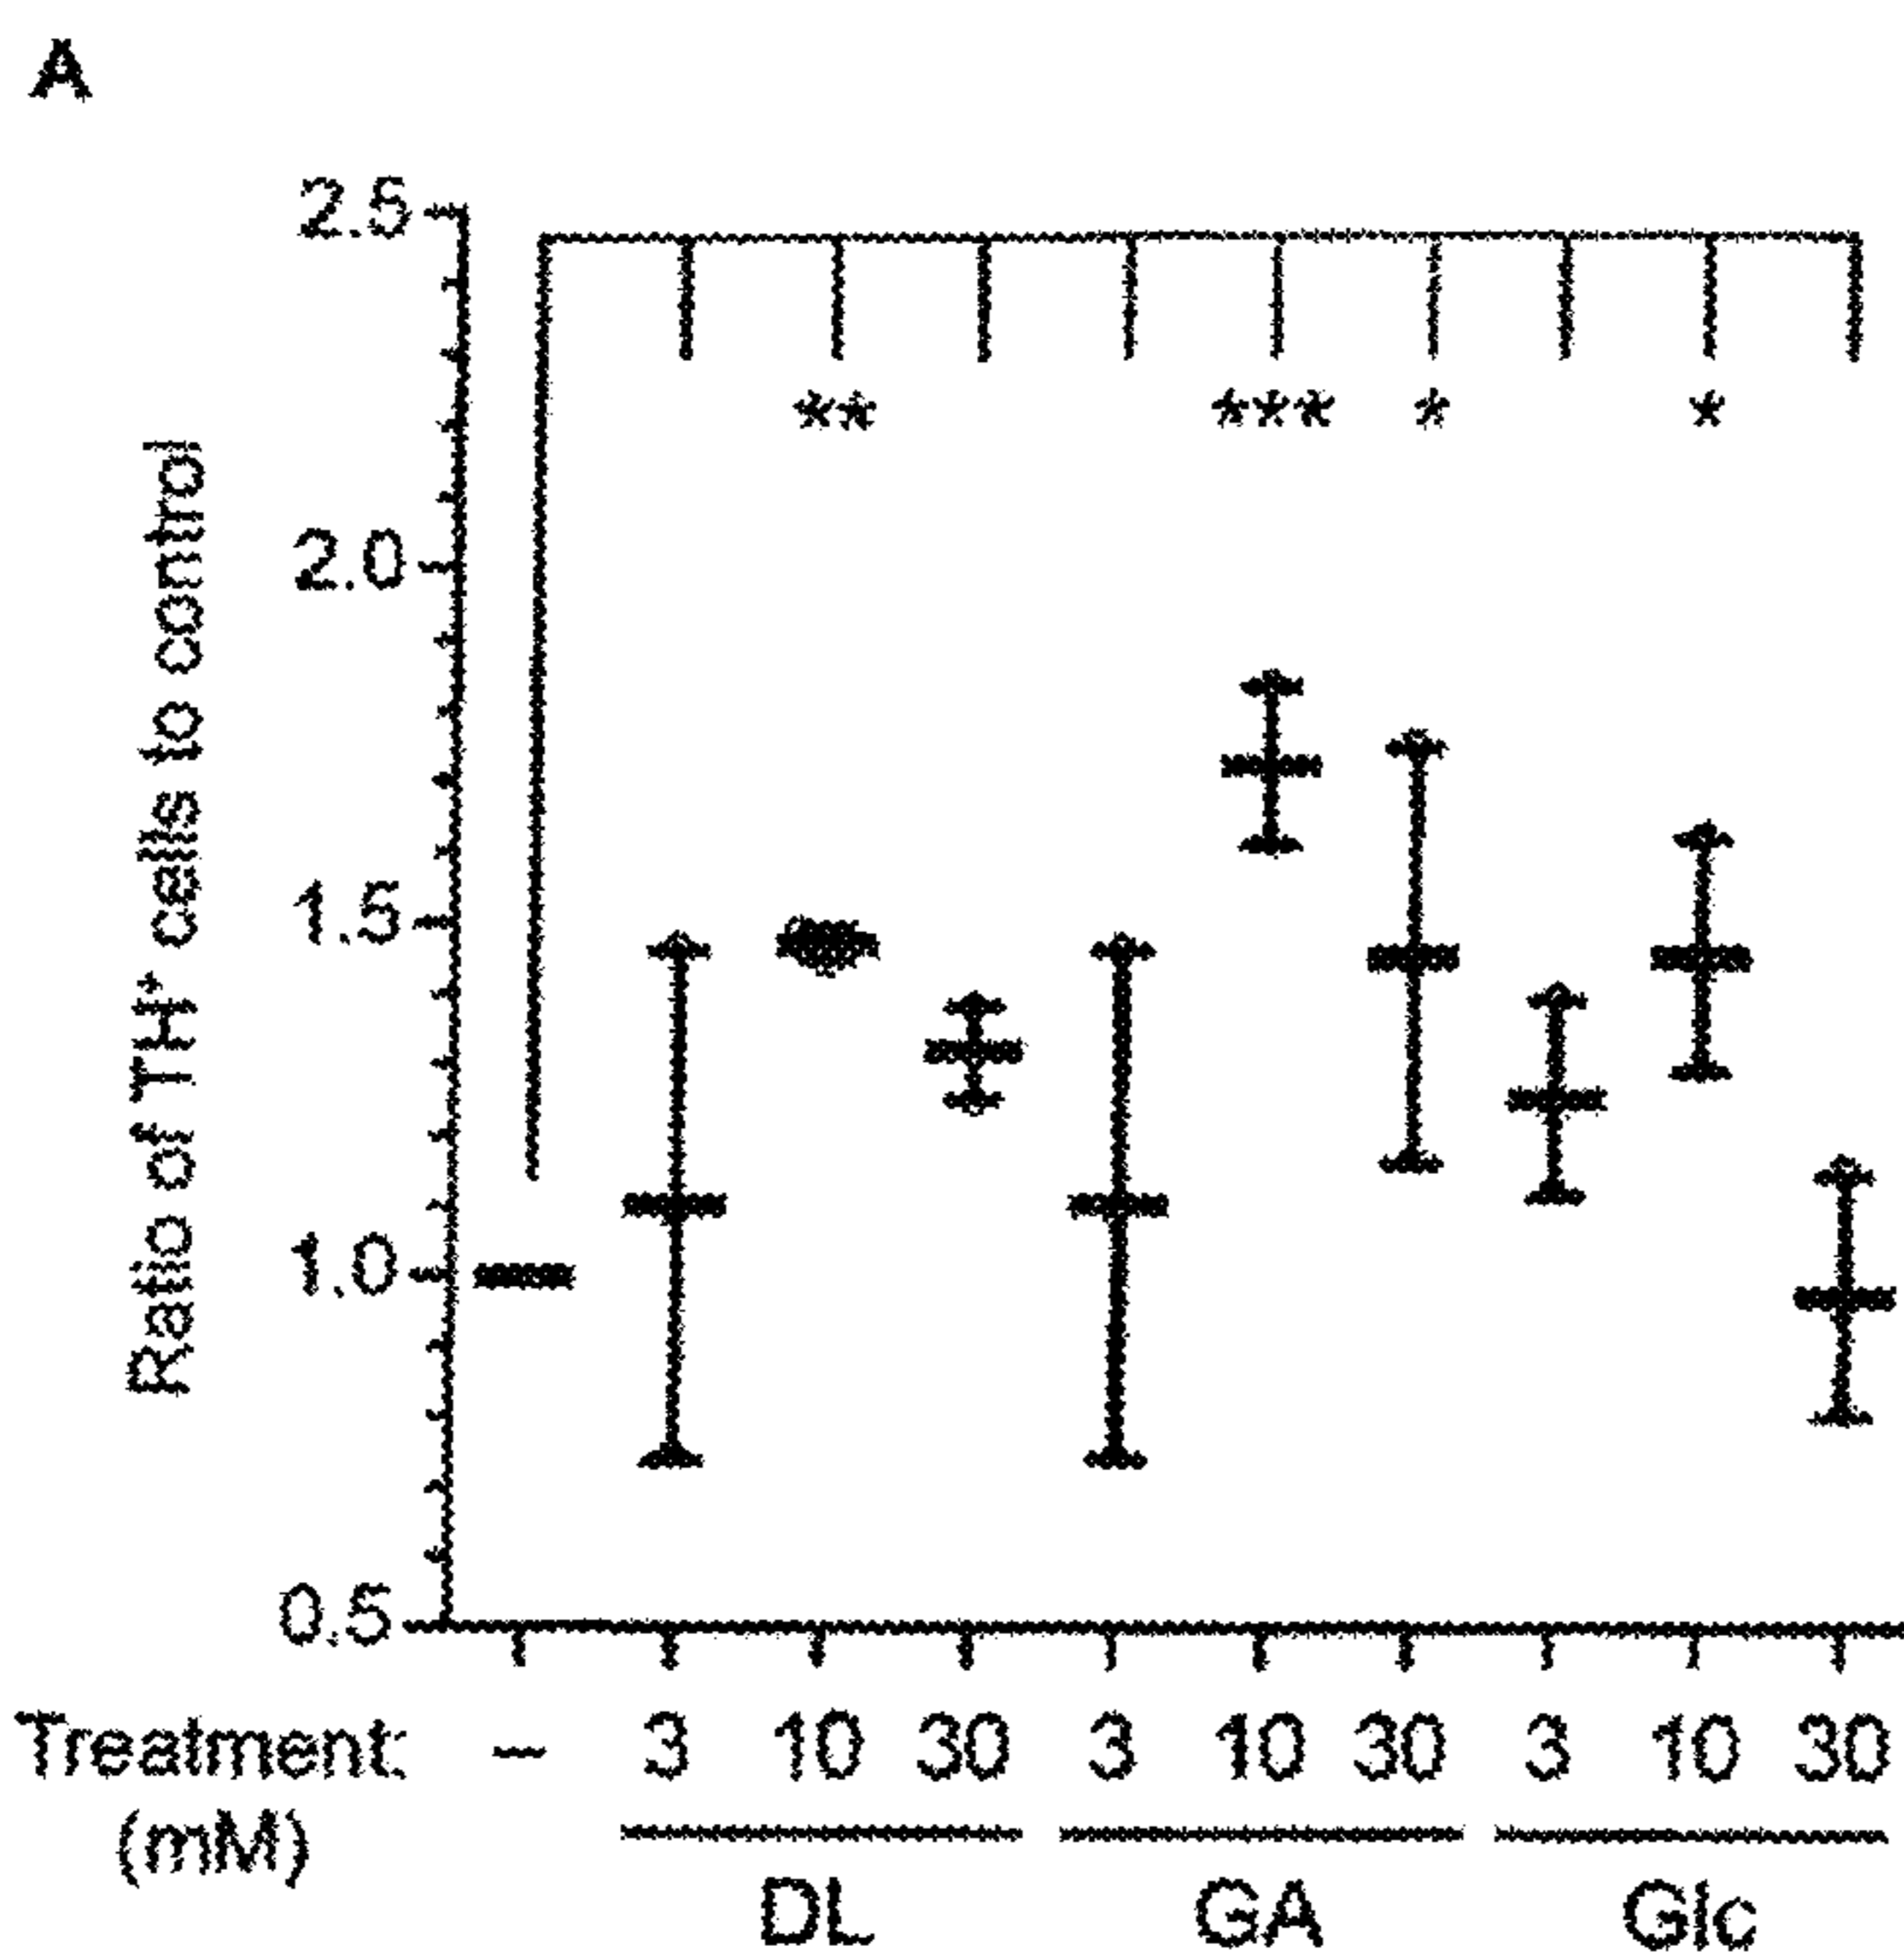 A
2.5
2.0
1.5
1.0
0.5
Ratio of TH⁺ cells to control
** *** * *
Treatment: – 3 10 30 3 10 30 3 10 30
(mM)
DL GA Glc